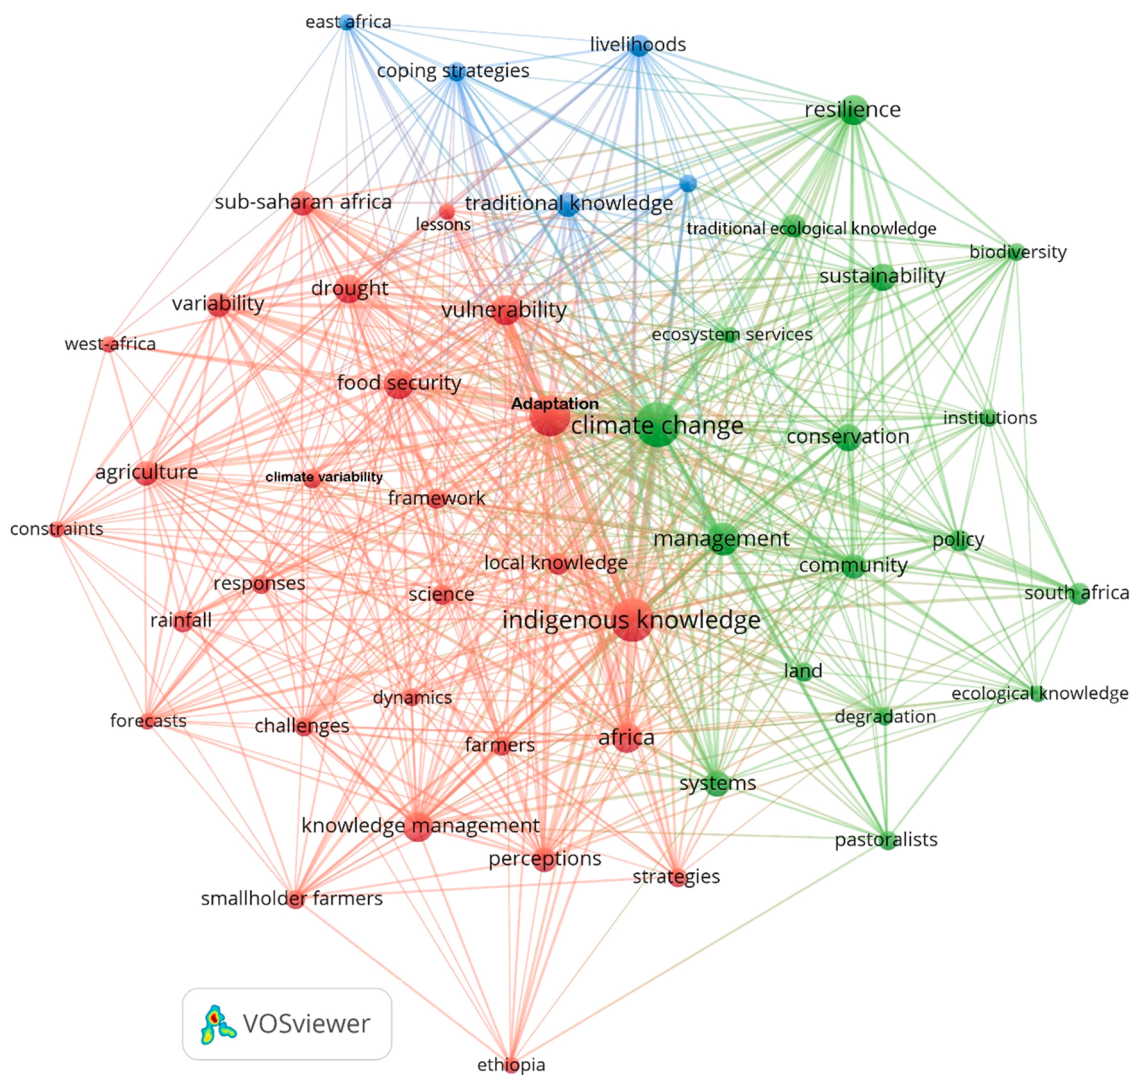 east africa
livelihoods
coping strategies
resilience
sub-saharan africa
traditional knowledge
lessons
traditional ecological knowledge
biodiversity
sustainability
drought
variability
vulnerability
ecosystem services
west-africa
food security
Adaptation
climate change
institutions
conservation
agriculture
climate variability
framework
constraints
management
policy
local knowledge
community
responses
science
south africa
rainfall
indigenous knowledge
land
ecological knowledge
dynamics
degradation
forecasts
challenges
farmers
africa
systems
knowledge management
pastoralists
perceptions
strategies
smallholder farmers
VOSviewer
ethiopia